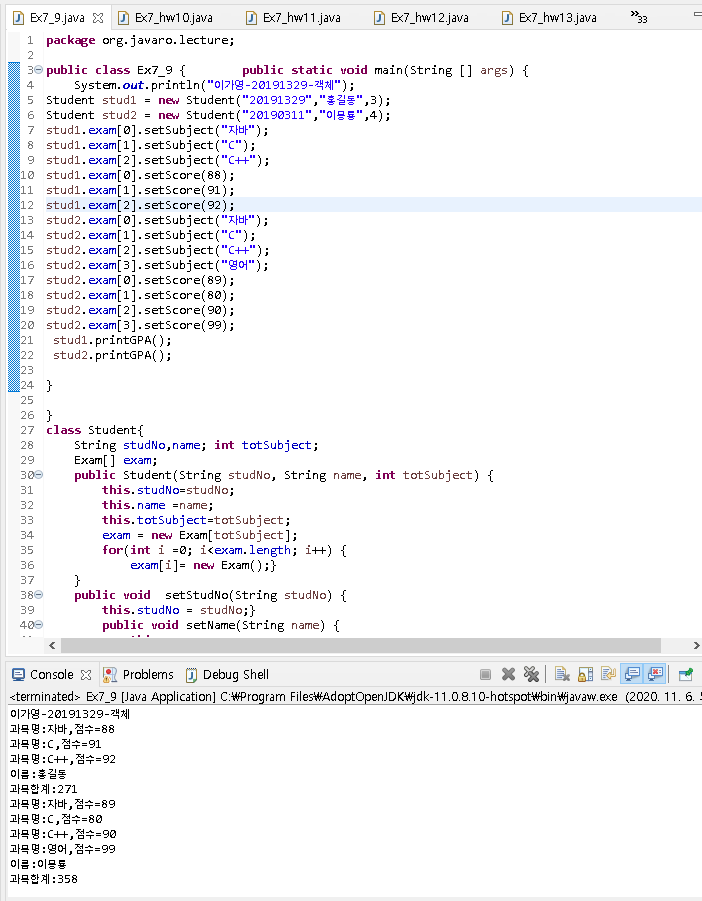 Ex7_9.java Ex7_hw10.java Ex7_hw11.java Ex7_hw12.java Ex7_hw13.java »33
1 package org.javaro.lecture;
2
3 public class Ex7_9 { public static void main(String [] args) {
4 System.out.println("이가영-20191329-객체");
5 Student stud1 = new Student("20191329","홍길동",3);
6 Student stud2 = new Student("20190311","이몽룡",4);
7 stud1.exam[0].setSubject("자바");
8 stud1.exam[1].setSubject("C");
9 stud1.exam[2].setSubject("C++");
10 stud1.exam[0].setScore(88);
11 stud1.exam[1].setScore(91);
12 stud1.exam[2].setScore(92);
13 stud2.exam[0].setSubject("자바");
14 stud2.exam[1].setSubject("C");
15 stud2.exam[2].setSubject("C++");
16 stud2.exam[3].setSubject("영어");
17 stud2.exam[0].setScore(89);
18 stud2.exam[1].setScore(80);
19 stud2.exam[2].setScore(90);
20 stud2.exam[3].setScore(99);
21 stud1.printGPA();
22 stud2.printGPA();
23
24 }
25
26 }
27 class Student{
28 String studNo,name; int totSubject;
29 Exam[] exam;
30 public Student(String studNo, String name, int totSubject) {
31 this.studNo=studNo;
32 this.name =name;
33 this.totSubject=totSubject;
34 exam = new Exam[totSubject];
35 for(int i =0; i<exam.length; i++) {
36 exam[i]= new Exam();}
37 }
38 public void setStudNo(String studNo) {
39 this.studNo = studNo;}
40 public void setName(String name) {
Console Problems Debug Shell
<terminated> Ex7_9 [Java Application] C:₩Program Files₩AdoptOpenJDK₩jdk-11.0.8.10-hotspot₩bin₩javaw.exe (2020. 11. 6.
이가영-20191329-객체
과목명:자바,점수=88
과목명:C,점수=91
과목명:C++,점수=92
이름:홍길동
과목합계:271
과목명:자바,점수=89
과목명:C,점수=80
과목명:C++,점수=90
과목명:영어,점수=99
이름:이몽룡
과목합계:358